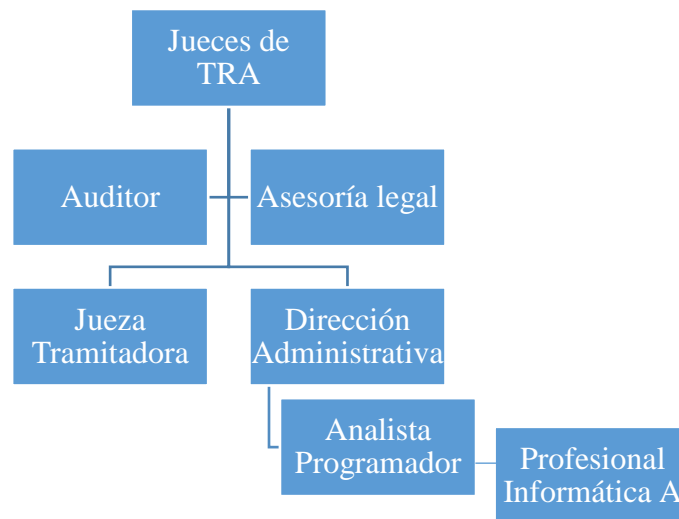 Jueces de
TRA
Auditor
Asesoría legal
Jueza
Tramitadora
Dirección
Administrativa
Analista
Programador
Profesional
Informática A